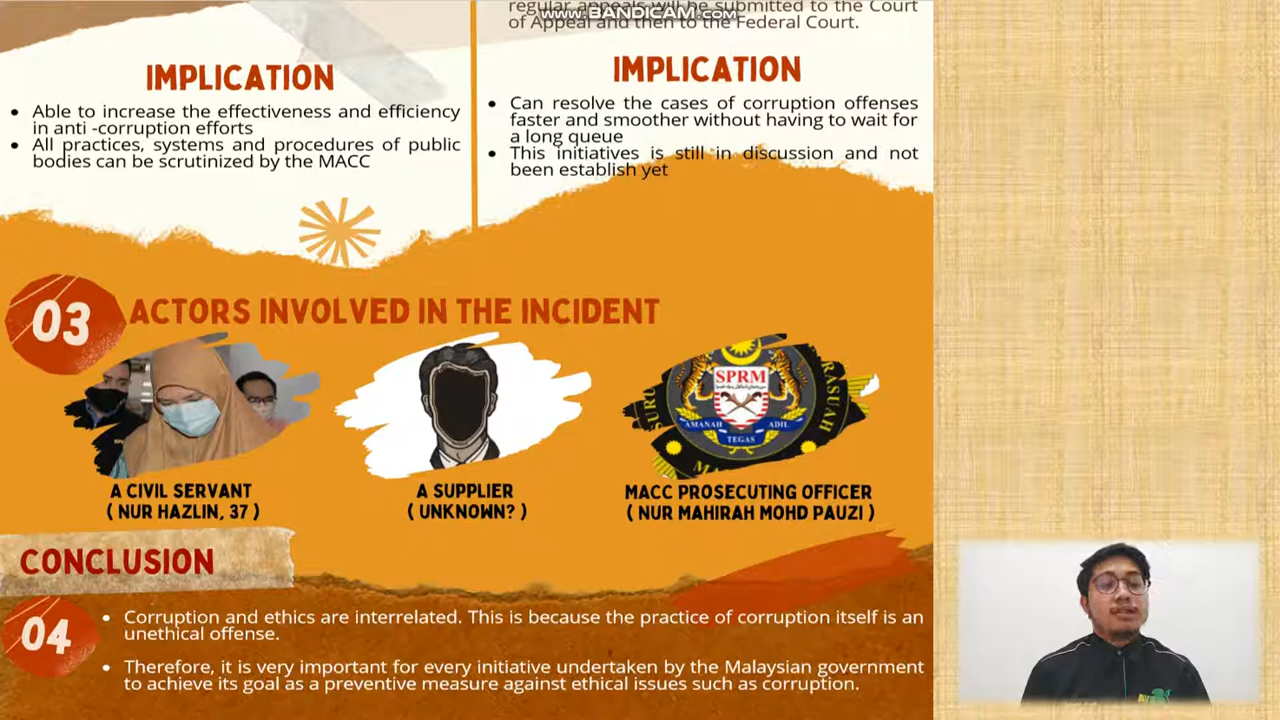 regular appeals will be submitted to the Court
www.BANDICAM.com
of Appeal and then to the Federal Court.
IMPLICATION
Able to increase the effectiveness and efficiency
in anti -corruption efforts
All practices, systems and procedures of public
bodies can be scrutinized by the MACC
IMPLICATION
Can resolve the cases of corruption offenses
faster and smoother without having to wait for
a long queue
This initiatives is still in discussion and not
been establish yet
03
ACTORS INVOLVED IN THE INCIDENT
SPRM
AMANAH
ADIL
TEGAS
RASUAH
A CIVIL SERVANT
( NUR HAZLIN, 37 )
A SUPPLIER
( UNKNOWN? )
MACC PROSECUTING OFFICER
( NUR MAHIRAH MOHD PAUZI )
CONCLUSION
04
Corruption and ethics are interrelated. This is because the practice of corruption itself is an
unethical offense.
Therefore, it is very important for every initiative undertaken by the Malaysian government
to achieve its goal as a preventive measure against ethical issues such as corruption.